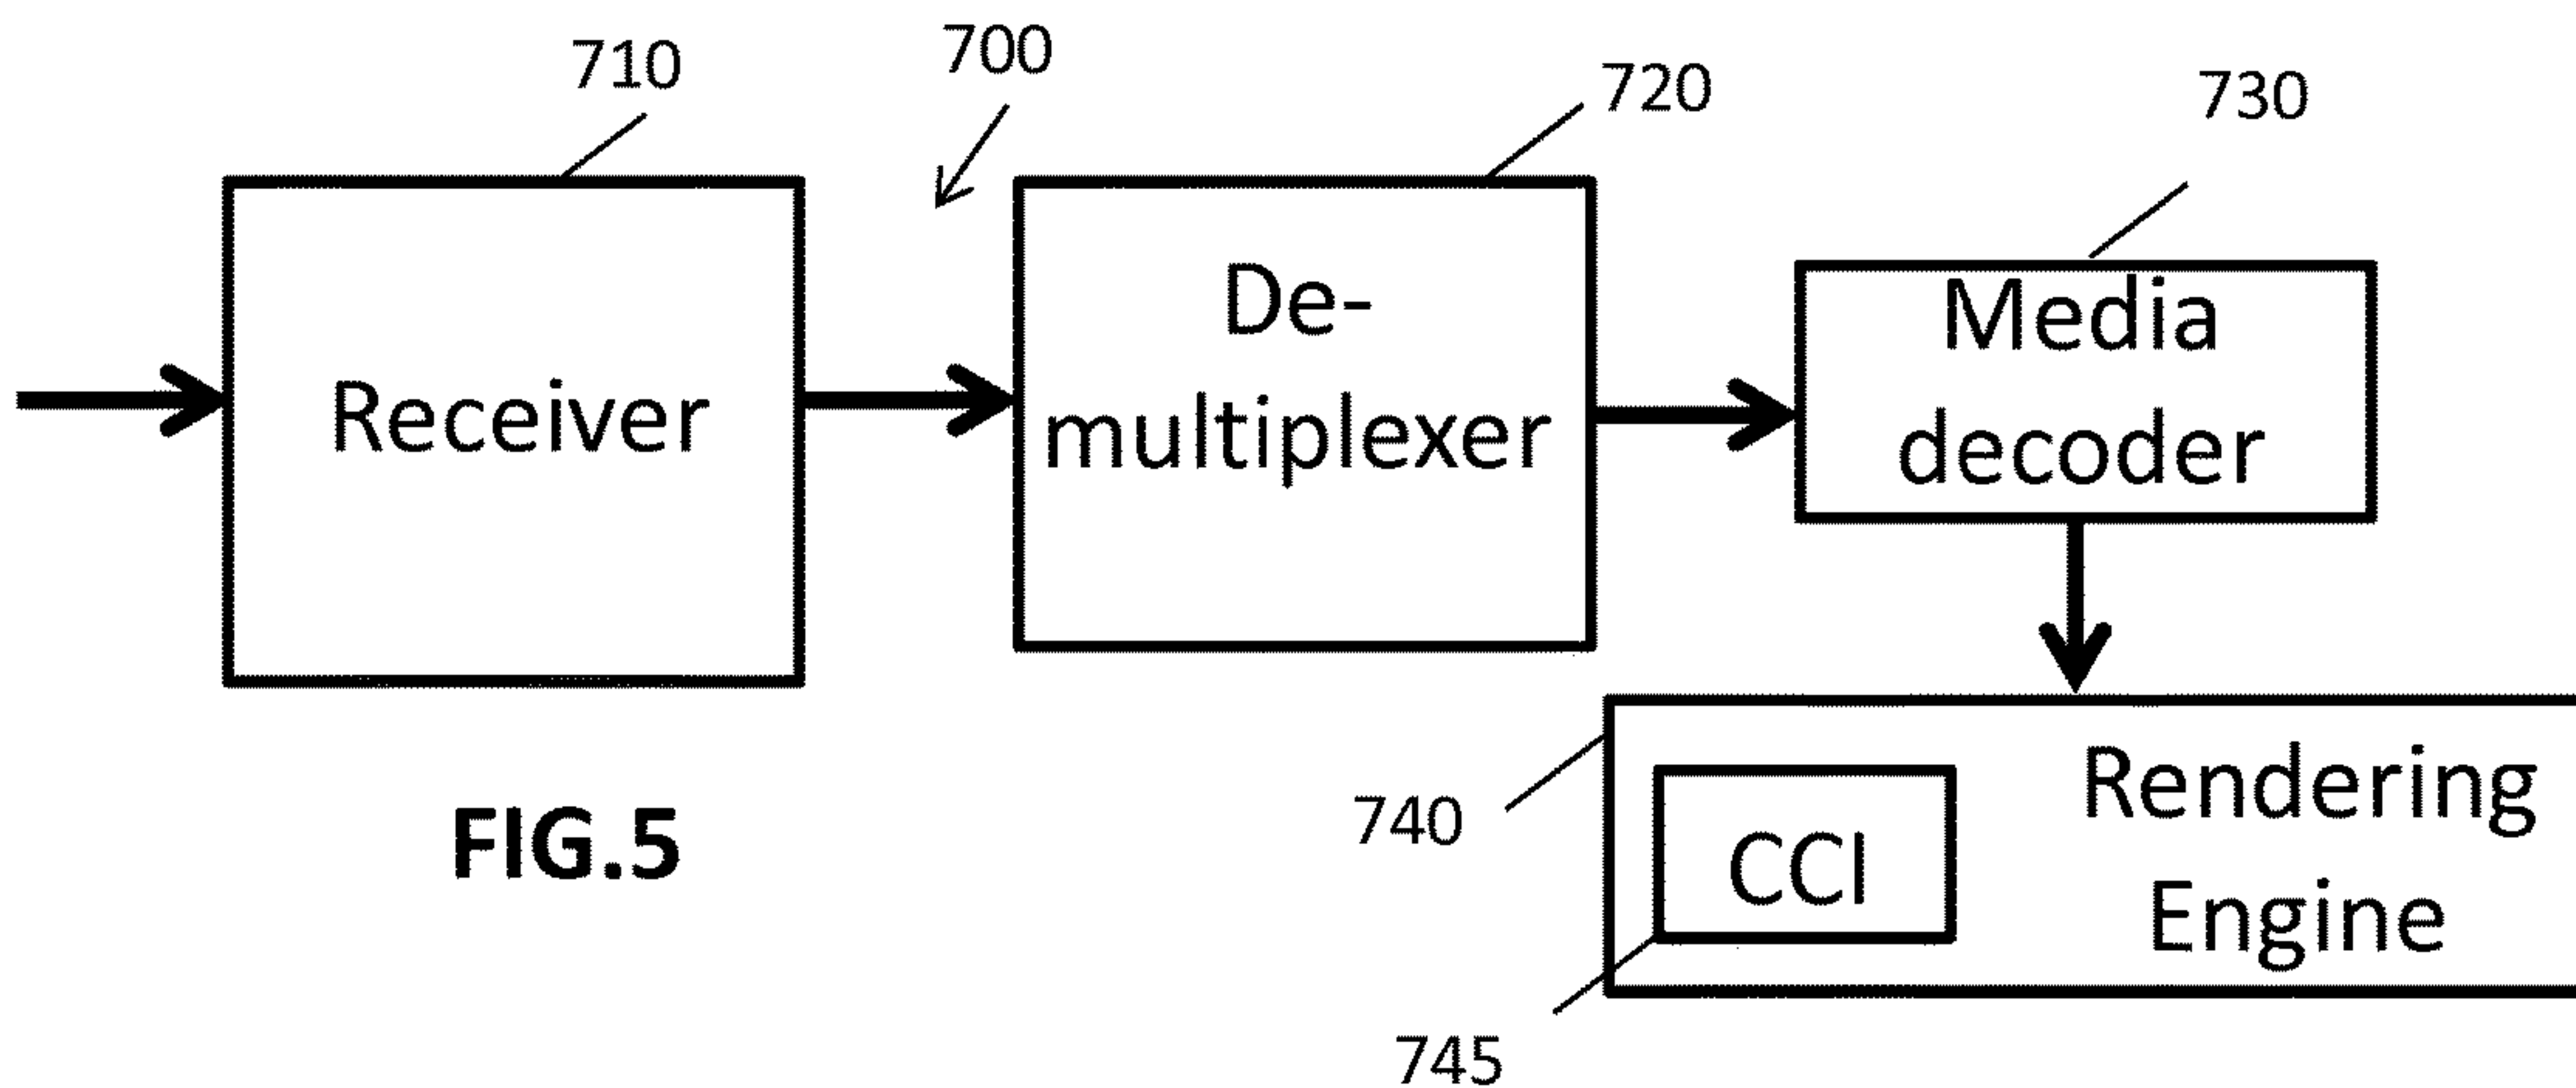 710
700
720
730
Receiver
De-
multiplexer
Media
decoder
740
CCI
Rendering
Engine
745
FIG.5